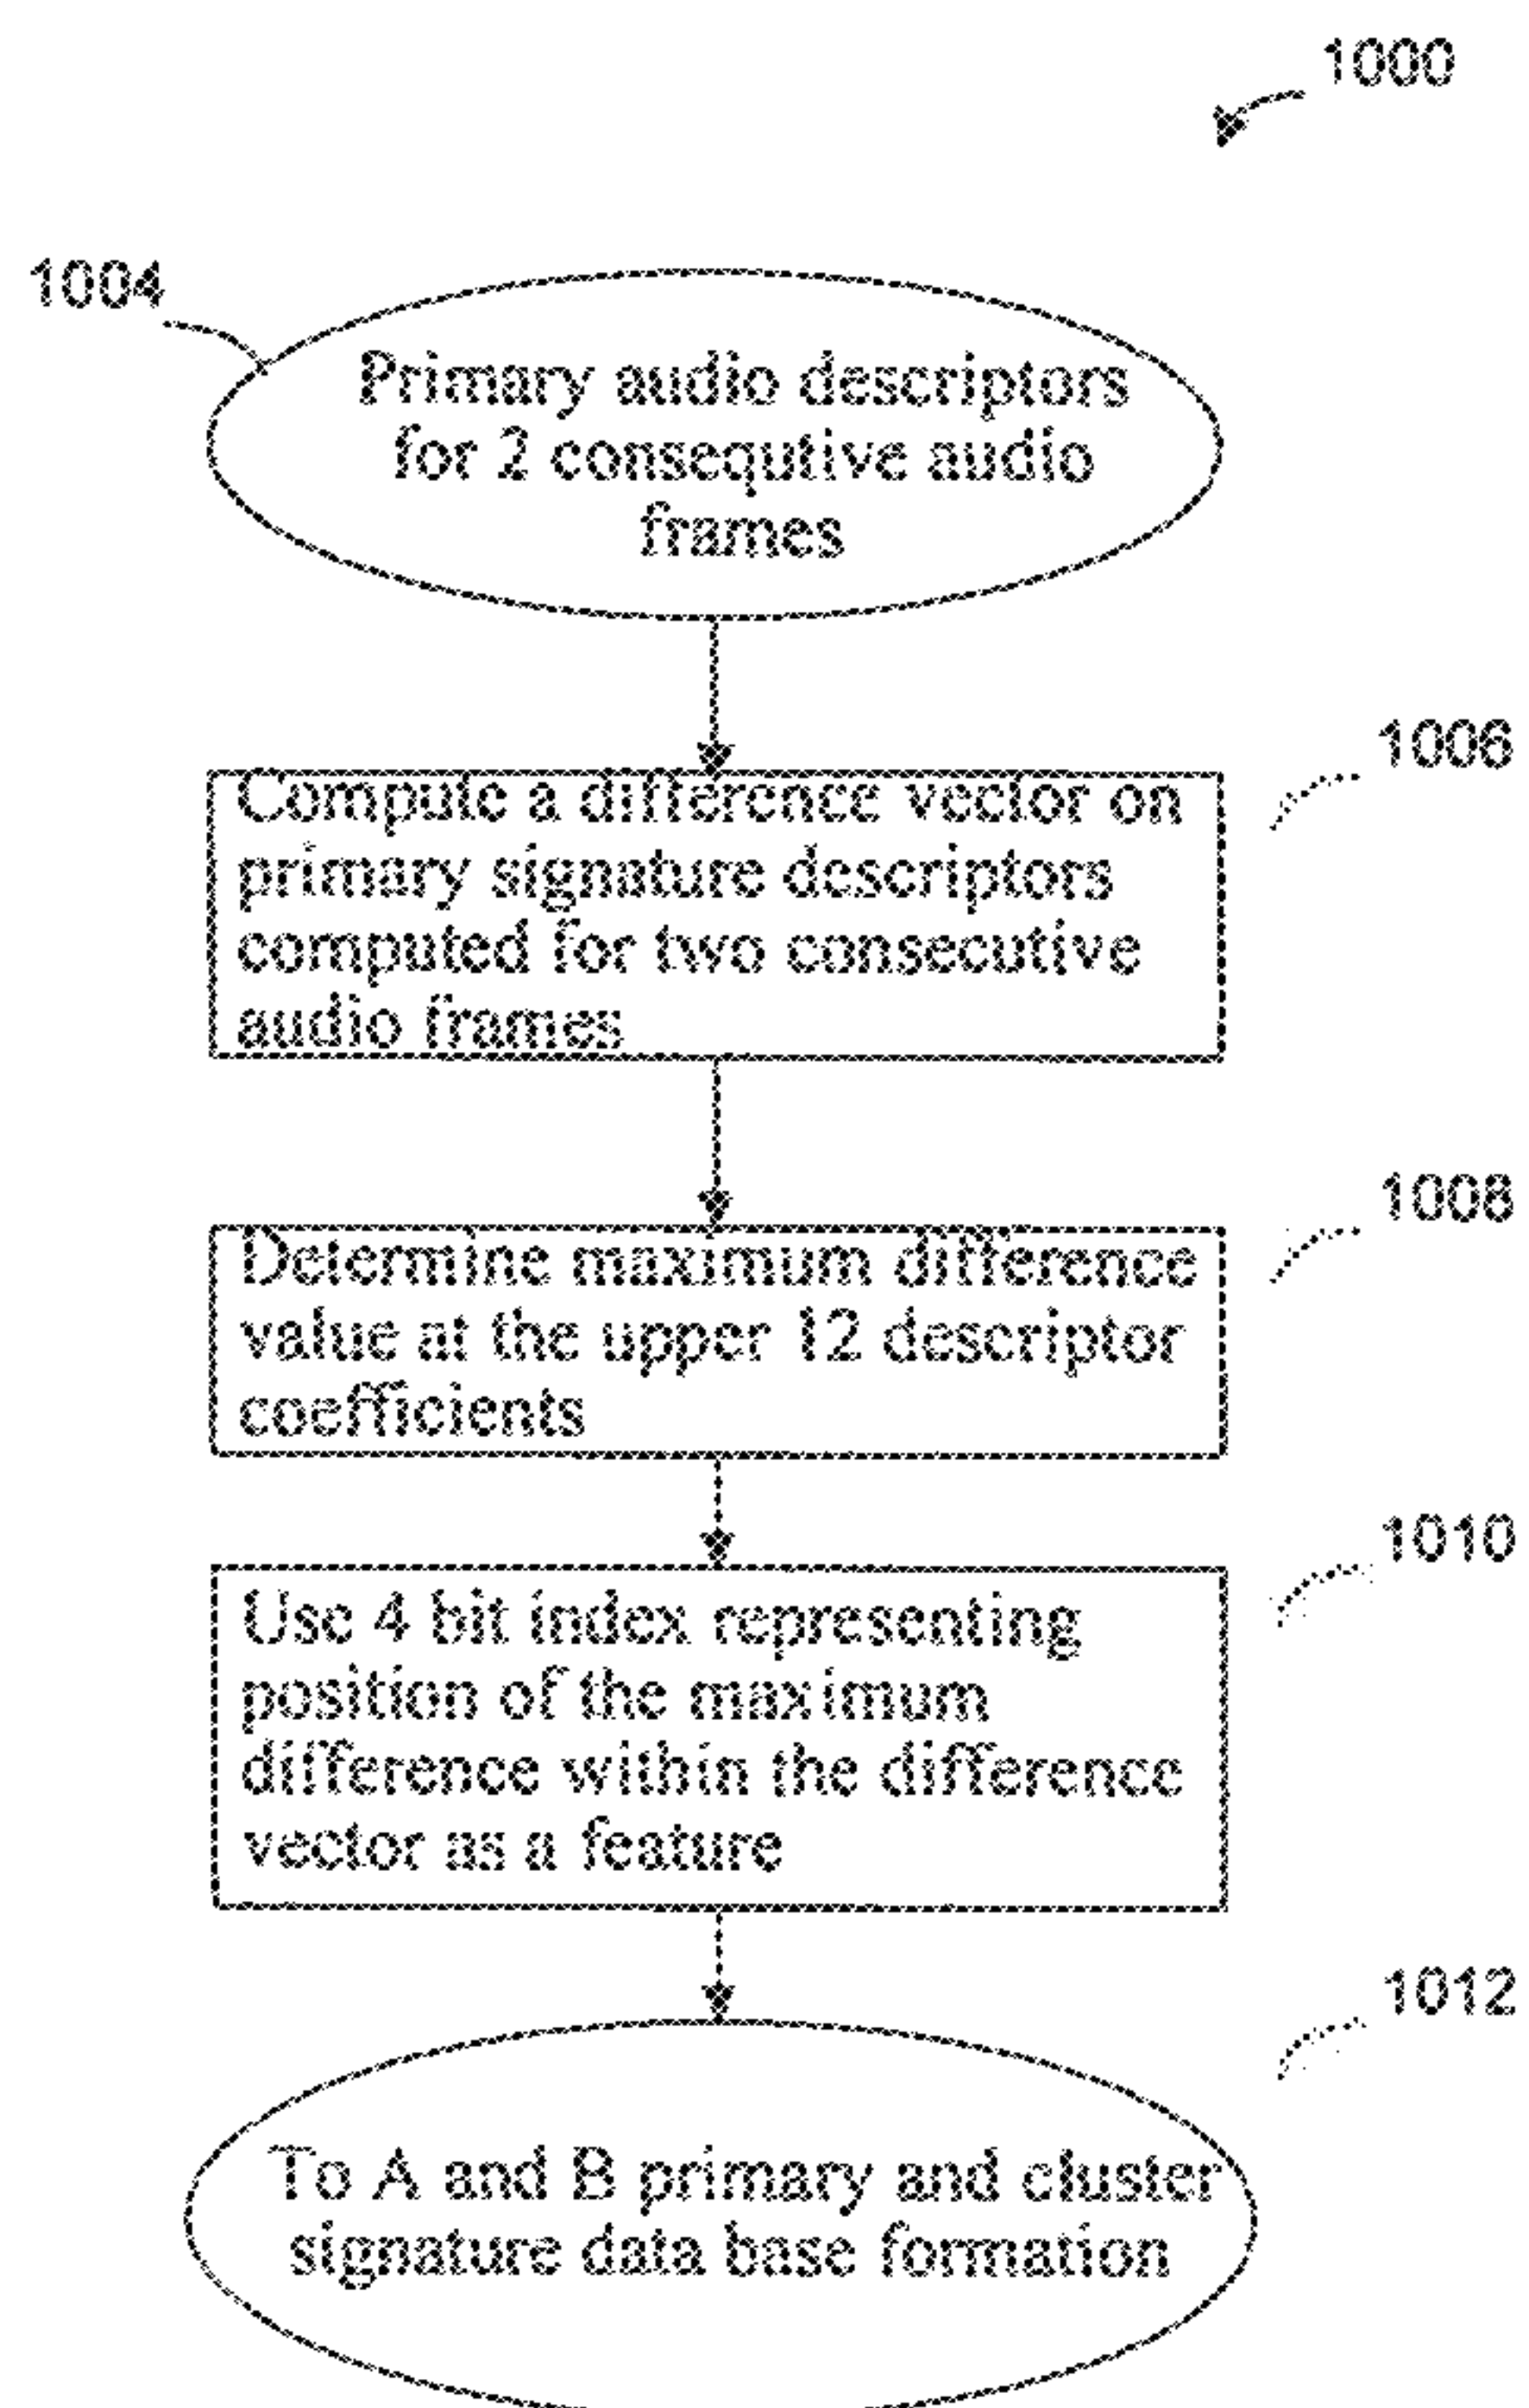 1000
1004
Primary audio descriptors
for 2 consequtive audio
frames
1006
Compute a difference vector on
primary signature descriptors
computed for two consecutive
audio frames
1008
Determine maximum difference
value at the upper 12 descriptor
coefficients
1010
Use 4 bit index representing
position of the maximum
difference within the difference
vector as a feature
1012
To A and B primary and cluster
signature data base formation